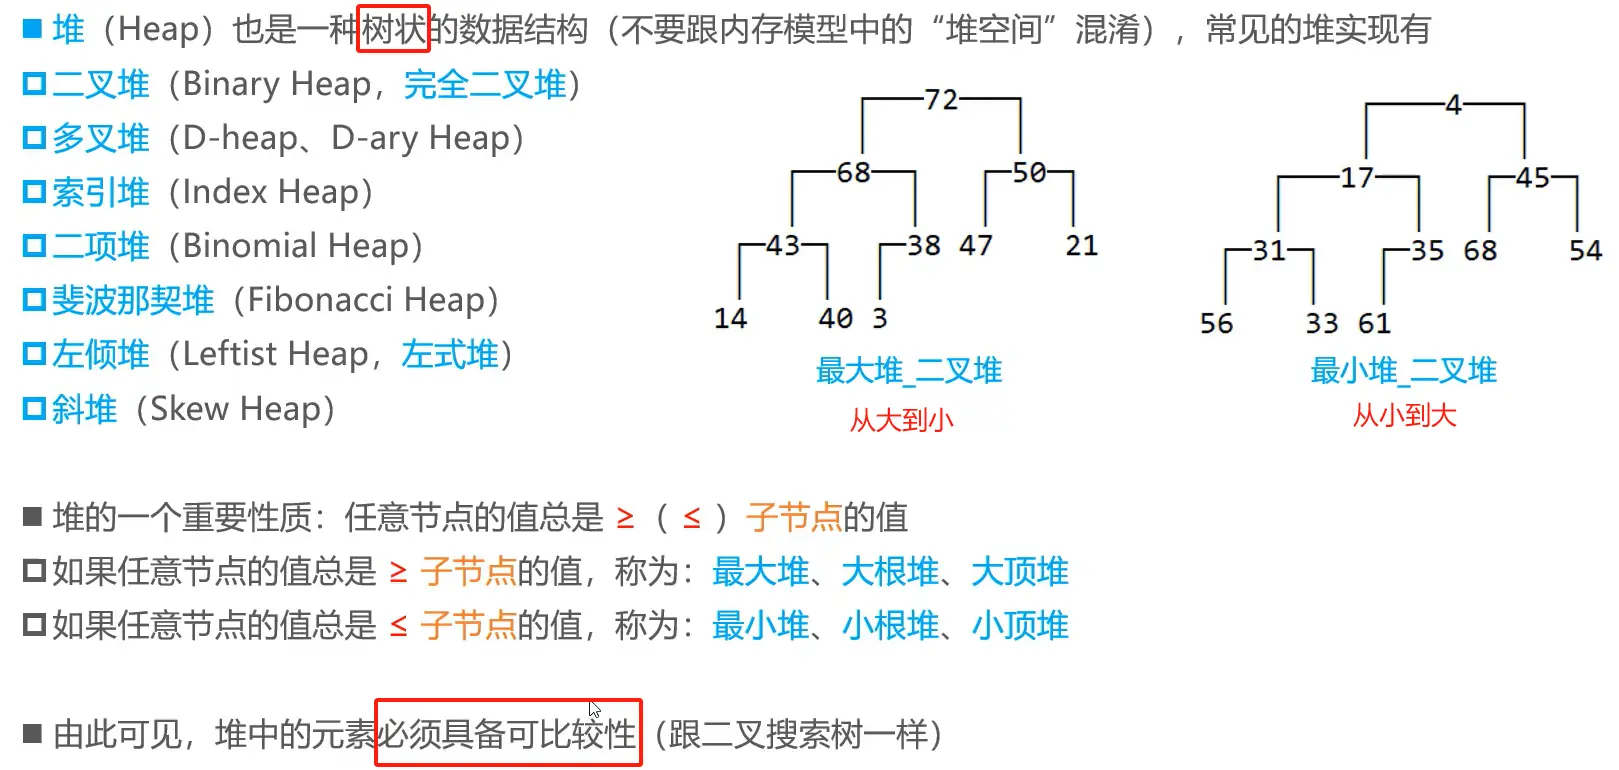 堆（Heap）也是一种树状的数据结构（不要跟内存模型中的“堆空间”混淆），常见的堆实现有
二叉堆（Binary Heap，完全二叉堆）
多叉堆（D-heap、D-ary Heap）
索引堆（Index Heap）
二项堆（Binomial Heap）
斐波那契堆（Fibonacci Heap）
左倾堆（Leftist Heap，左式堆）
斜堆（Skew Heap）
72
68 50
43 38 47 21
14 40 3
最大堆_二叉堆
从大到小
4
17 45
31 35 68 54
56 33 61
最小堆_二叉堆
从小到大
堆的一个重要性质：任意节点的值总是 ≥（ ≤ ）子节点的值
如果任意节点的值总是 ≥ 子节点的值，称为：最大堆、大根堆、大顶堆
如果任意节点的值总是 ≤ 子节点的值，称为：最小堆、小根堆、小顶堆
由此可见，堆中的元素必须具备可比较性（跟二叉搜索树一样）